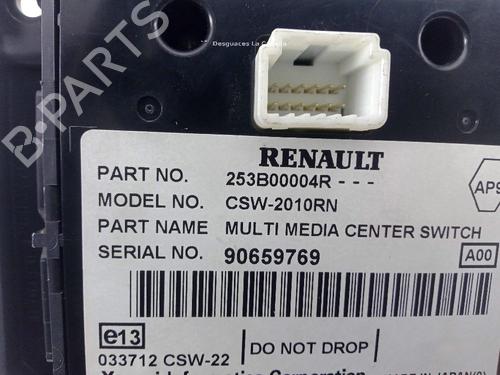 Desguaces La C
B-PARTS
RENAULT
PART NO. 253B00004R - - -
MODEL NO. CSW-2010RN
PART NAME MULTI MEDIA CENTER SWITCH
SERIAL NO. 90659769
APS
A00
e13
033712 CSW-22
DO NOT DROP